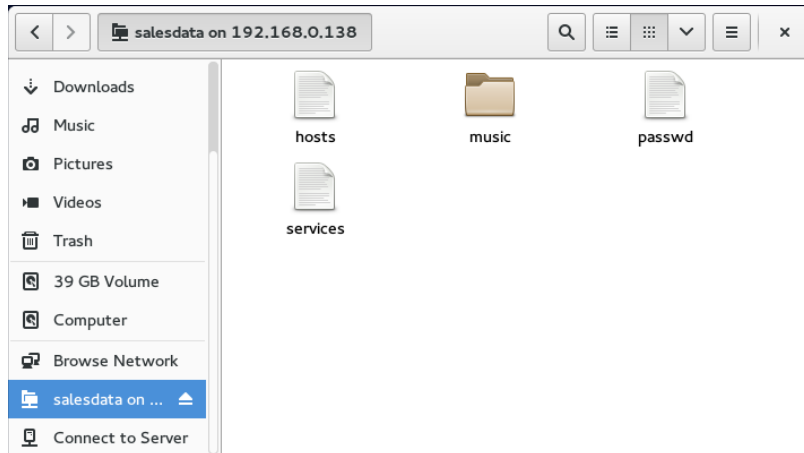 salesdata on 192.168.0.138
Downloads
Music
Pictures
Videos
Trash
39 GB Volume
Computer
Browse Network
salesdata on ...
Connect to Server
hosts
music
passwd
services